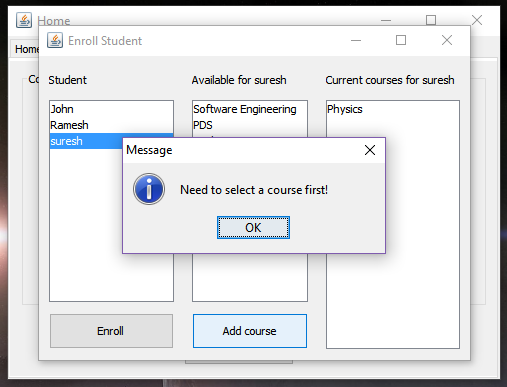 Home
Enroll Student
Home
Student
Available for suresh
Current courses for suresh
John
Ramesh
suresh
Software Engineering
PDS
Physics
Message
Need to select a course first!
OK
Enroll
Add course